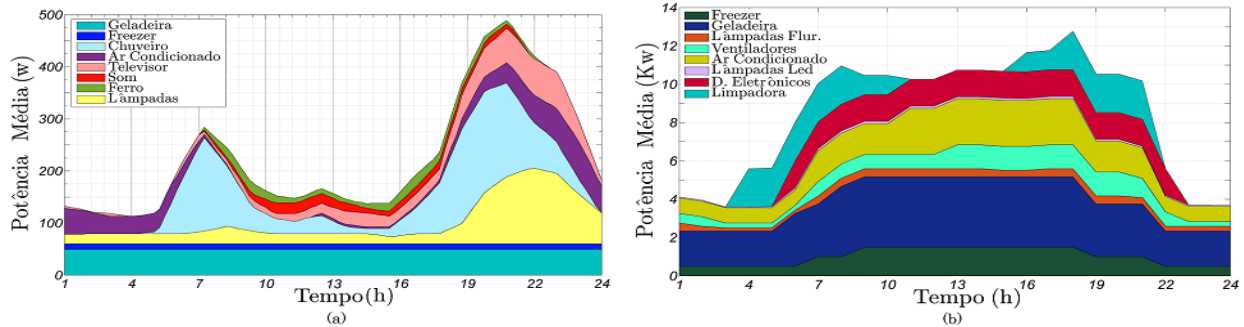 500
400
300
200
100
0
Potência Média (w)
Geladeira
Freezer
Chuveiro
Ar Condicionado
Televisor
Som
Ferro
Lâmpadas
1 4 7 10 13 16 19 22 24
Tempo(h)
(a)
14
12
10
8
6
4
2
0
Potência Média (Kw)
Freezer
Geladeira
Lâmpadas Flur.
Ventiladores
Ar Condicionado
Lâmpadas Led
D. Eletrônicos
Limpadora
1 4 7 10 13 16 19 22 24
Tempo (h)
(b)